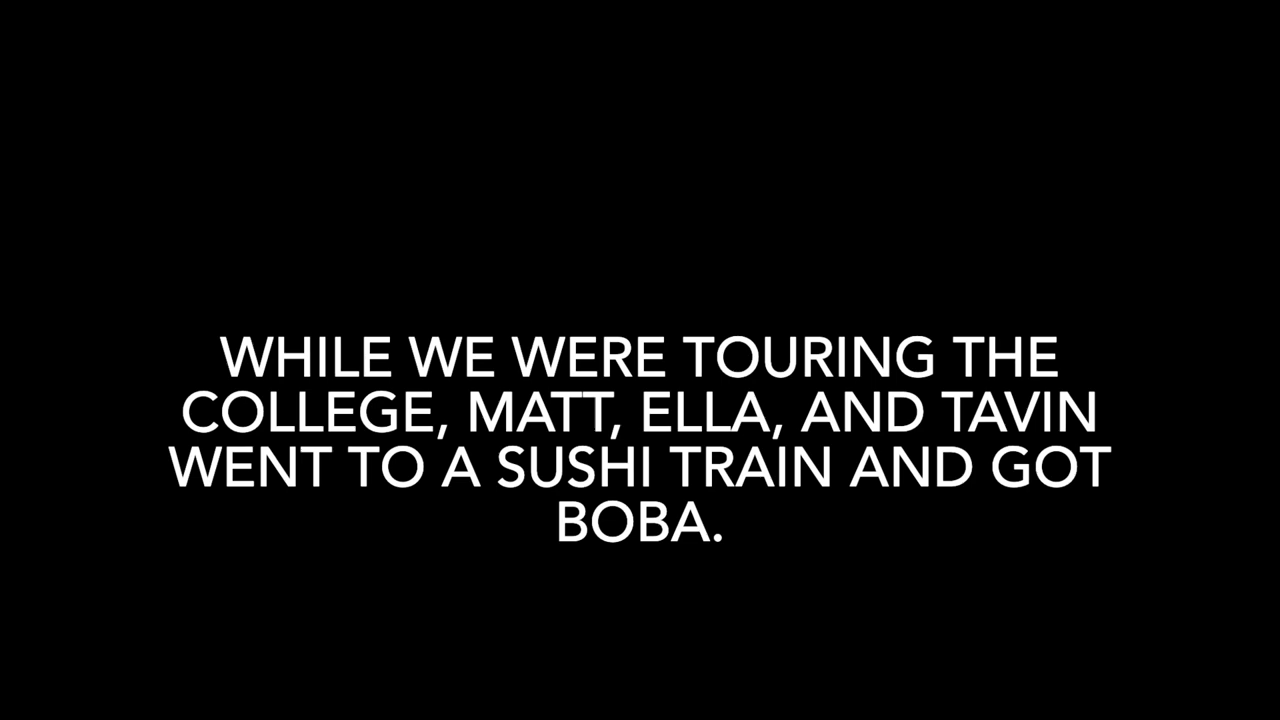 WHILE WE WERE TOURING THE
COLLEGE, MATT, ELLA, AND TAVIN
WENT TO A SUSHI TRAIN AND GOT
BOBA.